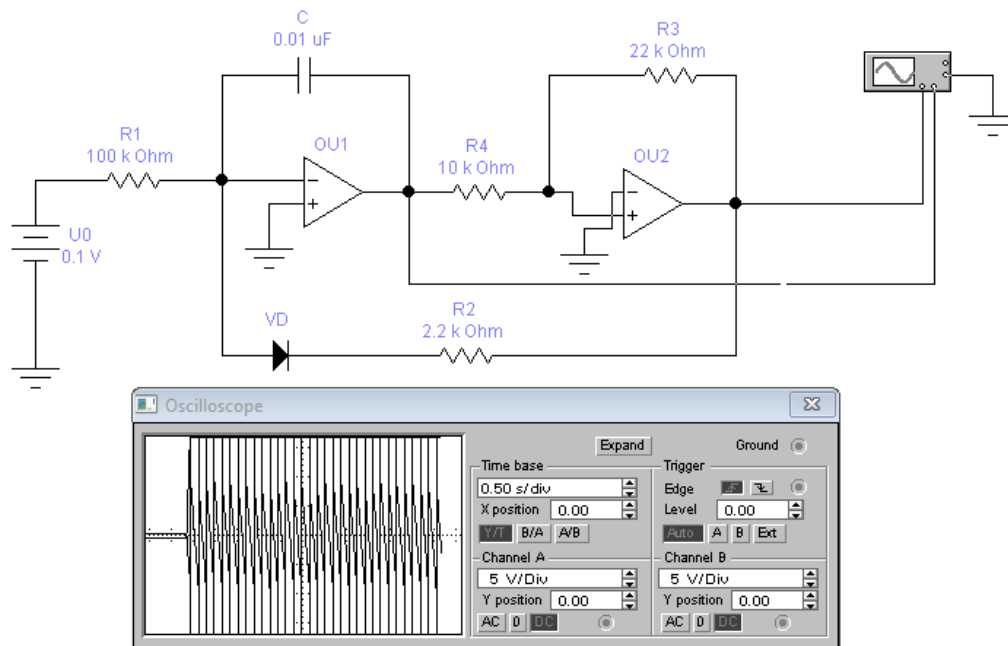 C
0.01 uF
R3
22 k Ohm
R1
100 k Ohm
OU1
R4
10 k Ohm
OU2
U0
0.1 V
VD
R2
2.2 k Ohm
Oscilloscope
Expand
Ground
Time base
0.50 s/div
X position 0.00
Y/T B/A A/B
Trigger
Edge
Level 0.00
Auto A B Ext
Channel A
5 V/Div
Y position 0.00
AC 0 DC
Channel B
5 V/Div
Y position 0.00
AC 0 DC